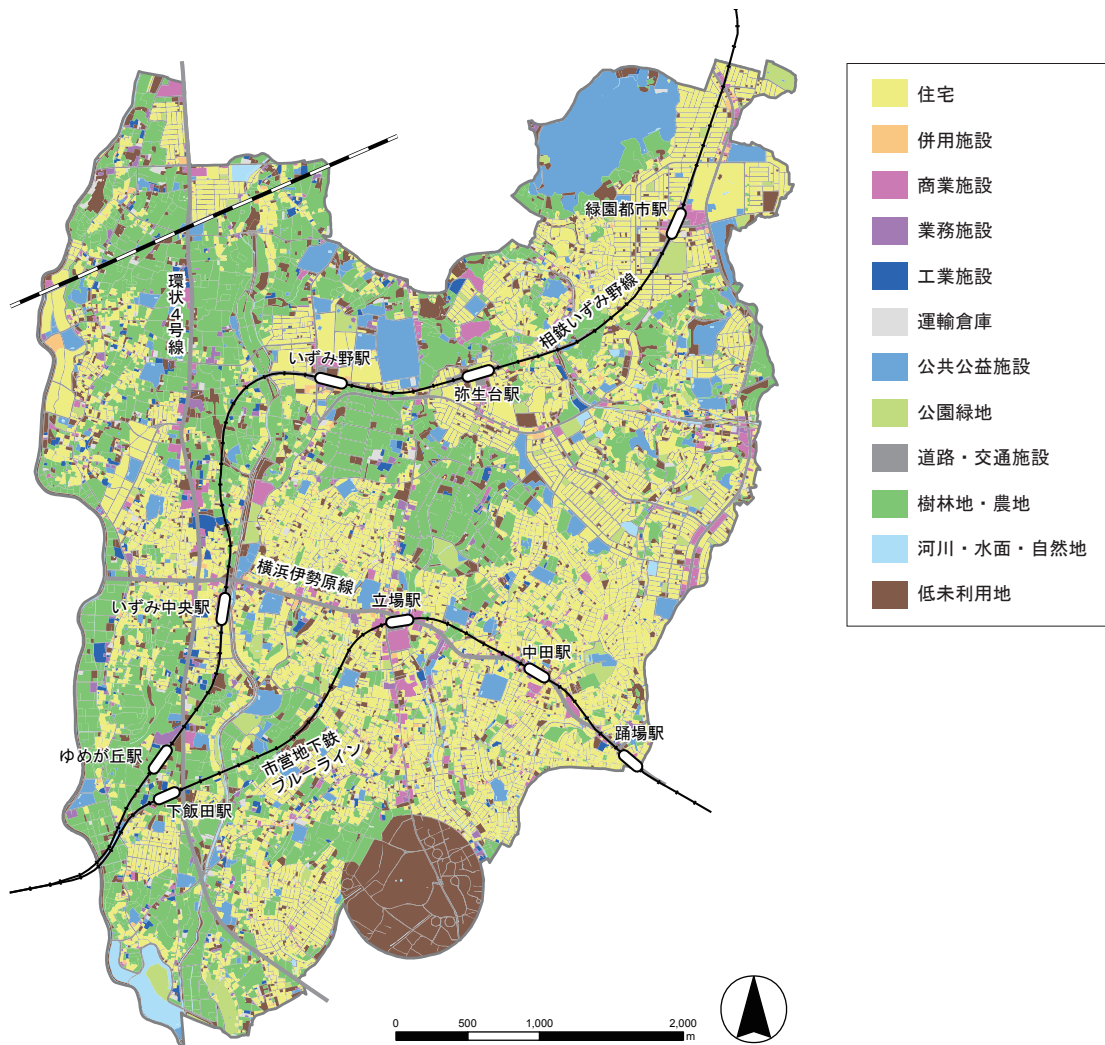 住宅
併用施設
商業施設
業務施設
工業施設
運輸倉庫
公共公益施設
公園緑地
道路・交通施設
樹林地・農地
河川・水面・自然地
低未利用地
緑園都市駅
環状4号線
相鉄いずみ野線
いずみ野駅
弥生台駅
横浜伊勢原線
いずみ中央駅
立場駅
中田駅
踊場駅
ゆめが丘駅
市営地下鉄
ブルーライン
下飯田駅
0 500 1,000 2,000
m